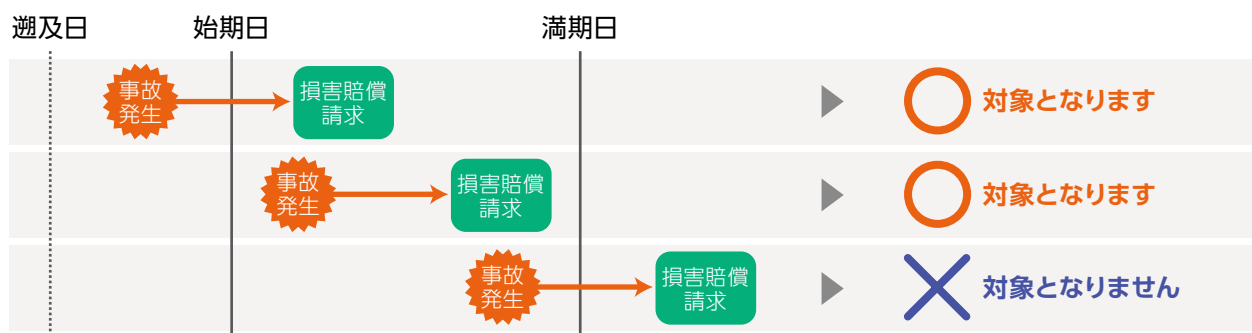 遡及日 始期日 満期日
事故
発生
損害賠償
請求
対象となります
事故
発生
損害賠償
請求
対象となります
事故
発生
損害賠償
請求
対象となりません